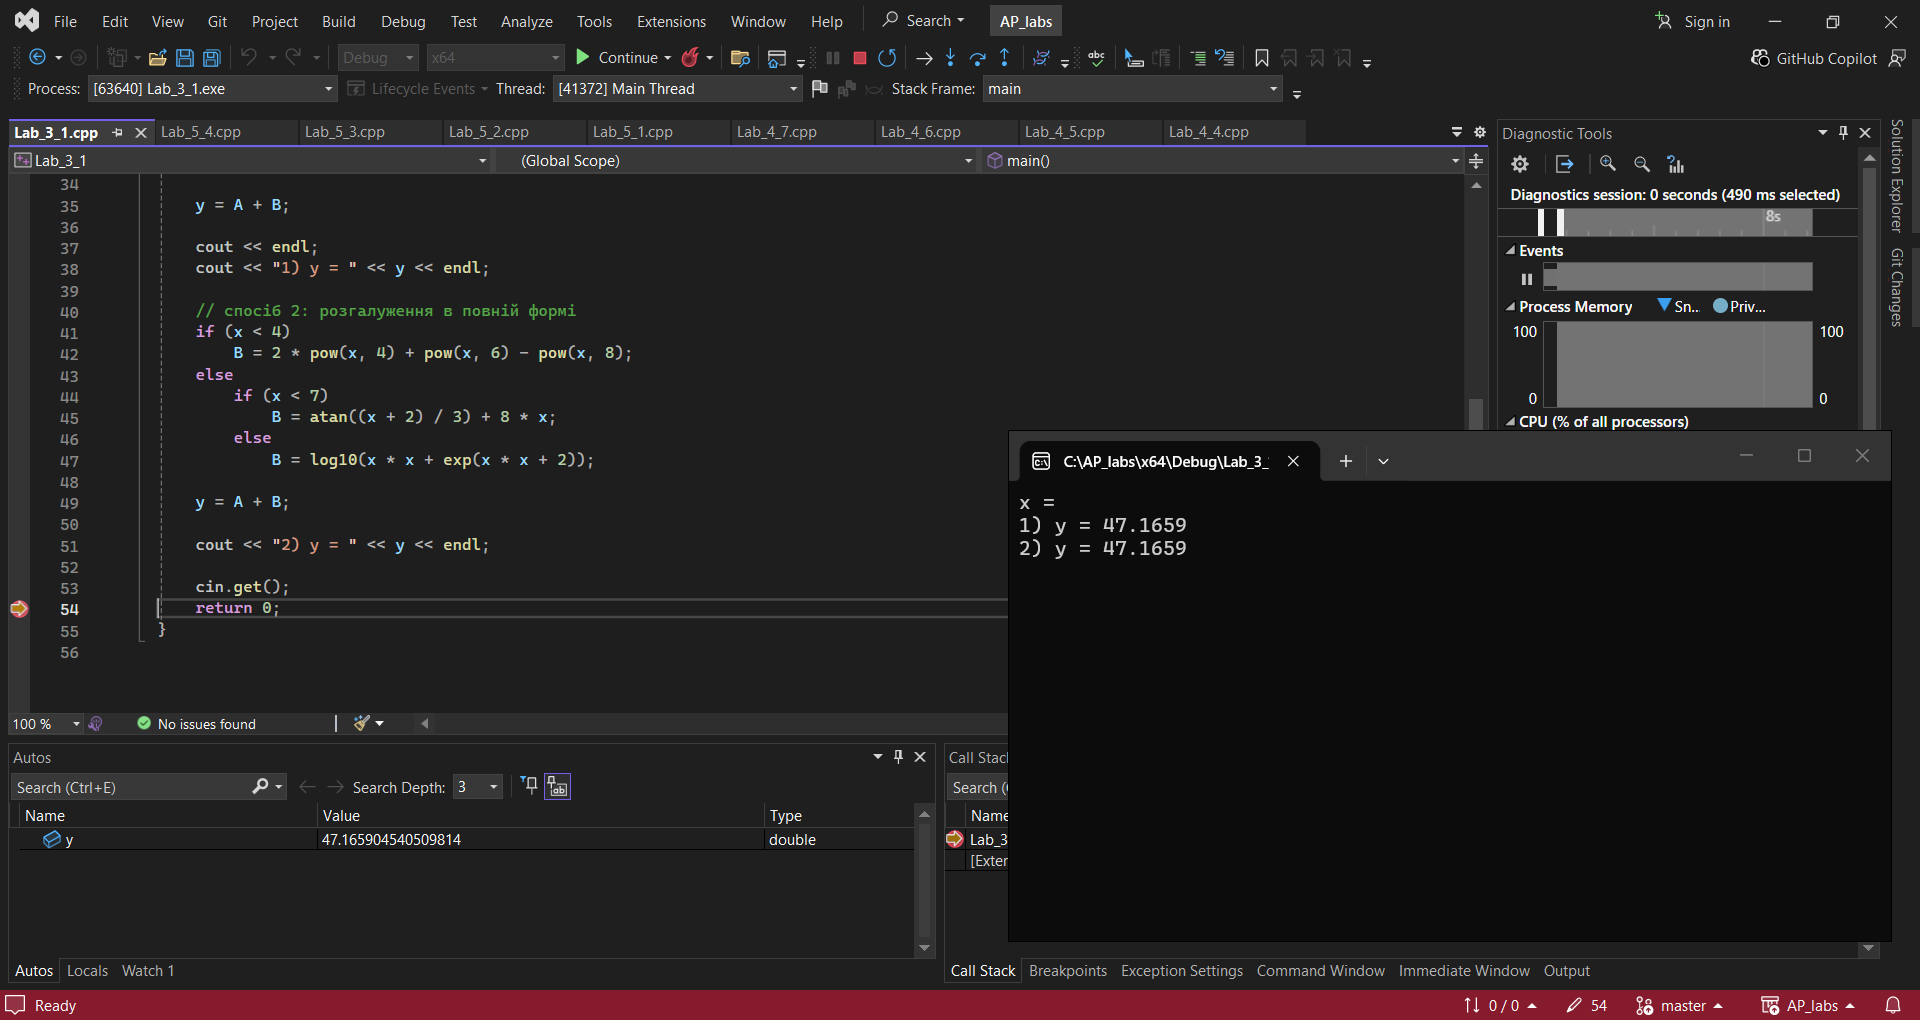 File Edit View Git Project Build Debug Test Analyze Tools Extensions Window Help Search AP_labs Sign in
Debug x64 Continue abc GitHub Copilot
Process: [63640] Lab_3_1.exe Lifecycle Events Thread: [41372] Main Thread Stack Frame: main
Lab_3_1.cpp Lab_5_4.cpp Lab_5_3.cpp Lab_5_2.cpp Lab_5_1.cpp Lab_4_7.cpp Lab_4_6.cpp Lab_4_5.cpp Lab_4_4.cpp
Lab_3_1 (Global Scope) main()
34
35 y = A + B;
36
37 cout << endl;
38 cout << "1) y = " << y << endl;
39
40 // спосіб 2: розгалуження в повній формі
41 if (x < 4)
42 B = 2 * pow(x, 4) + pow(x, 6) - pow(x, 8);
43 else
44 if (x < 7)
45 B = atan((x + 2) / 3) + 8 * x;
46 else
47 B = log10(x * x + exp(x * x + 2));
48
49 y = A + B;
50
51 cout << "2) y = " << y << endl;
52
53 cin.get();
54 return 0;
55 }
56
100 % No issues found
Diagnostic Tools
Diagnostics session: 0 seconds (490 ms selected)
8s
Events
Process Memory Sn... Priv...
100 100
0 0
CPU (% of all processors)
Solution Explorer
Git Changes
C:\AP_labs\x64\Debug\Lab_3_
x =
1) y = 47.1659
2) y = 47.1659
Autos
Search (Ctrl+E) Search Depth: 3
Name Value Type
y 47.165904540509814 double
Autos Locals Watch 1
Call Stac
Search (
Name
Lab_3
[Exter
Call Stack Breakpoints Exception Settings Command Window Immediate Window Output
Ready 0 / 0 54 master AP_labs